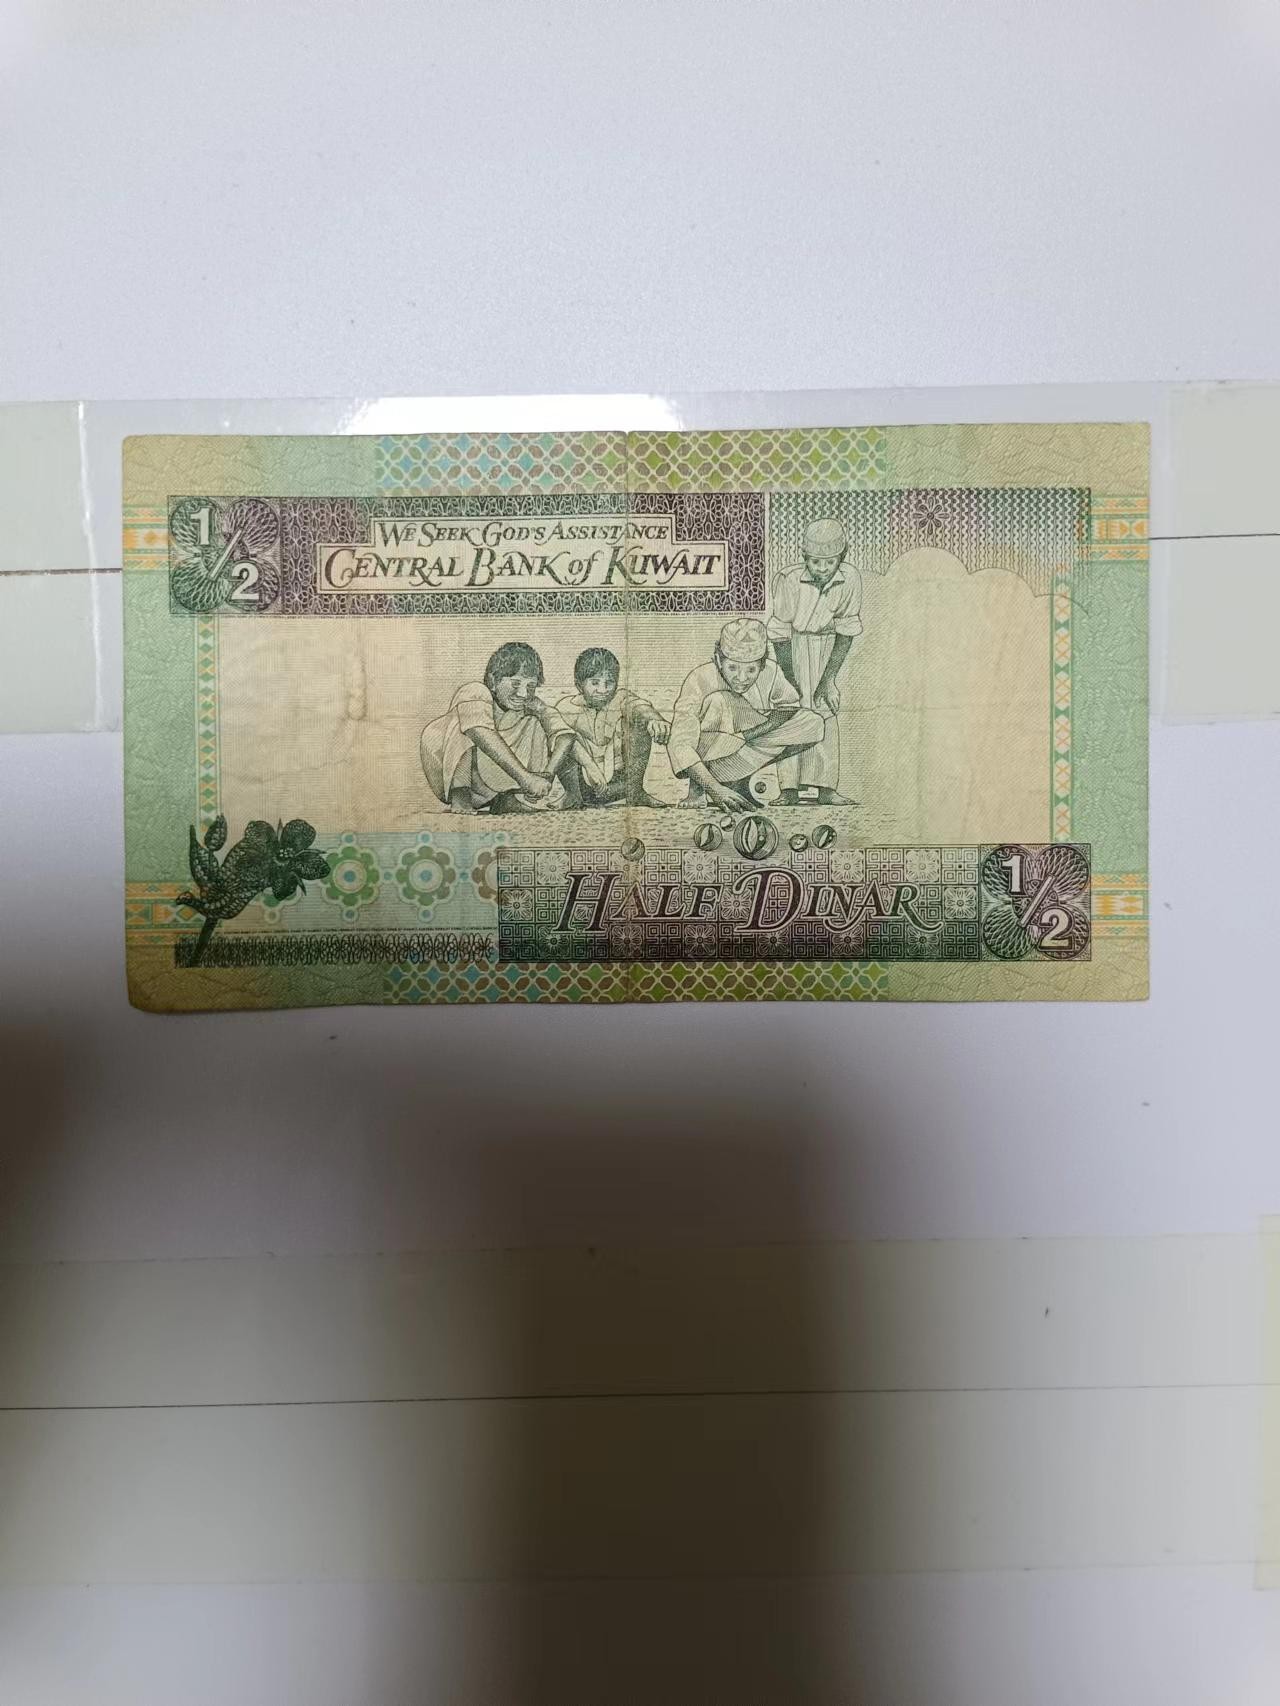 1/2
WE SEEK GOD'S ASSISTANCE
CENTRAL BANK of KUWAIT
HALF DINAR
1/2